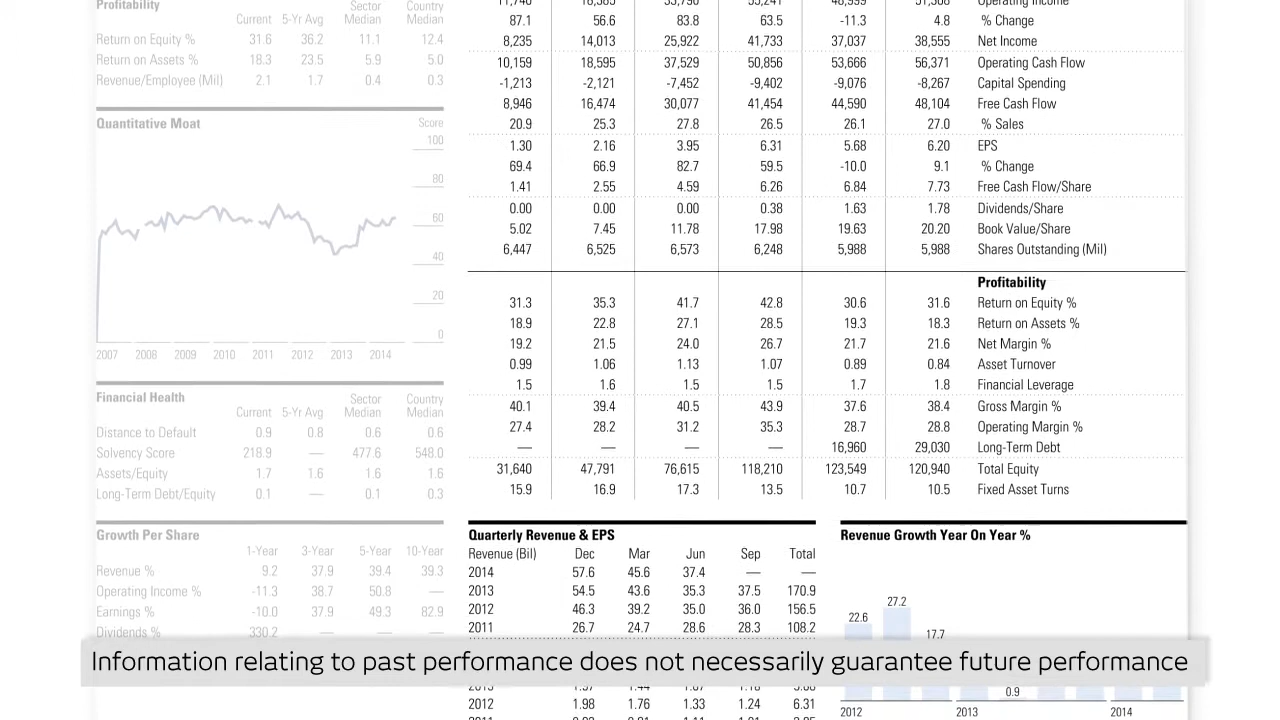 Profitability
Sector Country
Current 5-Yr Avg Median Median
Return on Equity % 31.6 36.2 11.1 12.4
Return on Assets % 18.3 23.5 5.9 5.0
Revenue/Employee (Mil) 2.1 1.7 0.4 0.3
Quantitative Moat
Score
100
80
60
40
20
0
2007 2008 2009 2010 2011 2012 2013 2014
Financial Health
Sector Country
Current 5-Yr Avg Median Median
Distance to Default 0.9 0.8 0.6 0.6
Solvency Score 218.9 — 477.6 548.0
Assets/Equity 1.7 1.6 1.6 1.6
Long-Term Debt/Equity 0.1 — 0.1 0.3
Growth Per Share
1-Year 3-Year 5-Year 10-Year
Revenue % 9.2 37.9 39.4 39.3
Operating Income % -11.3 38.7 50.8 —
Earnings % -10.0 37.9 49.3 82.9
Dividends % 330.2 — — —
Operating Income
87.1 56.6 83.8 63.5 -11.3 4.8 % Change
8,235 14,013 25,922 41,733 37,037 38,555 Net Income
10,159 18,595 37,529 50,856 53,666 56,371 Operating Cash Flow
-1,213 -2,121 -7,452 -9,402 -9,076 -8,267 Capital Spending
8,946 16,474 30,077 41,454 44,590 48,104 Free Cash Flow
20.9 25.3 27.8 26.5 26.1 27.0 % Sales
1.30 2.16 3.95 6.31 5.68 6.20 EPS
69.4 66.9 82.7 59.5 -10.0 9.1 % Change
1.41 2.55 4.59 6.26 6.84 7.73 Free Cash Flow/Share
0.00 0.00 0.00 0.38 1.63 1.78 Dividends/Share
5.02 7.45 11.78 17.98 19.63 20.20 Book Value/Share
6,447 6,525 6,573 6,248 5,988 5,988 Shares Outstanding (Mil)
Profitability
31.3 35.3 41.7 42.8 30.6 31.6 Return on Equity %
18.9 22.8 27.1 28.5 19.3 18.3 Return on Assets %
19.2 21.5 24.0 26.7 21.7 21.6 Net Margin %
0.99 1.06 1.13 1.07 0.89 0.84 Asset Turnover
1.5 1.6 1.5 1.5 1.7 1.8 Financial Leverage
40.1 39.4 40.5 43.9 37.6 38.4 Gross Margin %
27.4 28.2 31.2 35.3 28.7 28.8 Operating Margin %
— — — — 16,960 29,030 Long-Term Debt
31,640 47,791 76,615 118,210 123,549 120,940 Total Equity
15.9 16.9 17.3 13.5 10.7 10.5 Fixed Asset Turns
Quarterly Revenue & EPS
Revenue (Bil) Dec Mar Jun Sep Total
2014 57.6 45.6 37.4 — —
2013 54.5 43.6 35.3 37.5 170.9
2012 46.3 39.2 35.0 36.0 156.5
2011 26.7 24.7 28.6 28.3 108.2
2012 1.98 1.76 1.33 1.24 6.31
Revenue Growth Year On Year %
22.6 27.2 17.7
0.9
2012 2013 2014
Information relating to past performance does not necessarily guarantee future performance